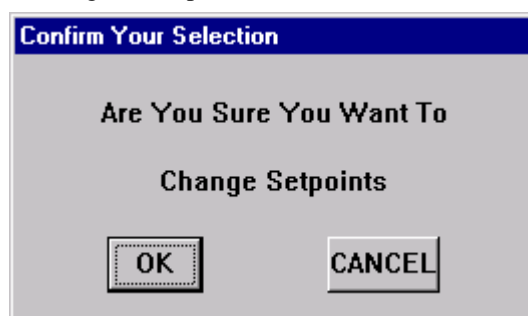 Confirm Your Selection
Are You Sure You Want To
Change Setpoints
OK CANCEL